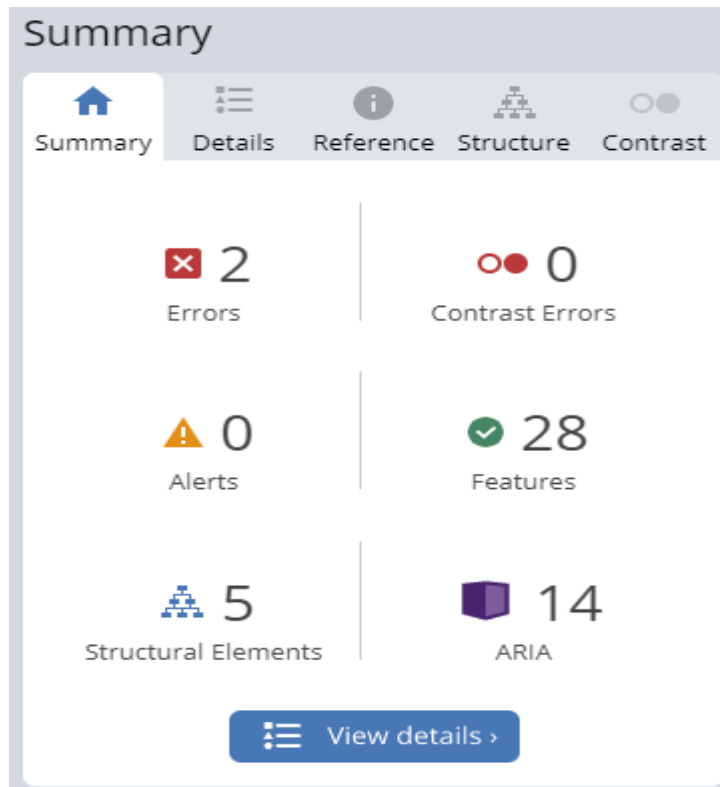 Summary
Summary Details Reference Structure Contrast
2 0
Errors Contrast Errors
0 28
Alerts Features
5 14
Structural Elements ARIA
View details ›